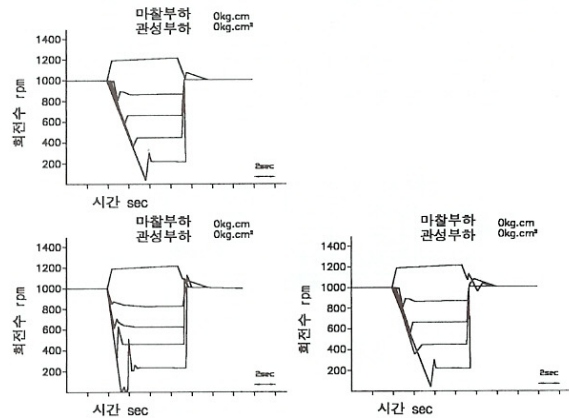 마찰부하 0kg.cm
관성부하 0kg.cm²
회전수 rpm
1400
1200
1000
800
600
400
200
2sec
시간 sec
마찰부하 0kg.cm
관성부하 0kg.cm²
회전수 rpm
1400
1200
1000
800
600
400
200
2sec
시간 sec
마찰부하 0kg.cm
관성부하 0kg.cm²
회전수 rpm
1400
1200
1000
800
600
400
200
2sec
시간 sec